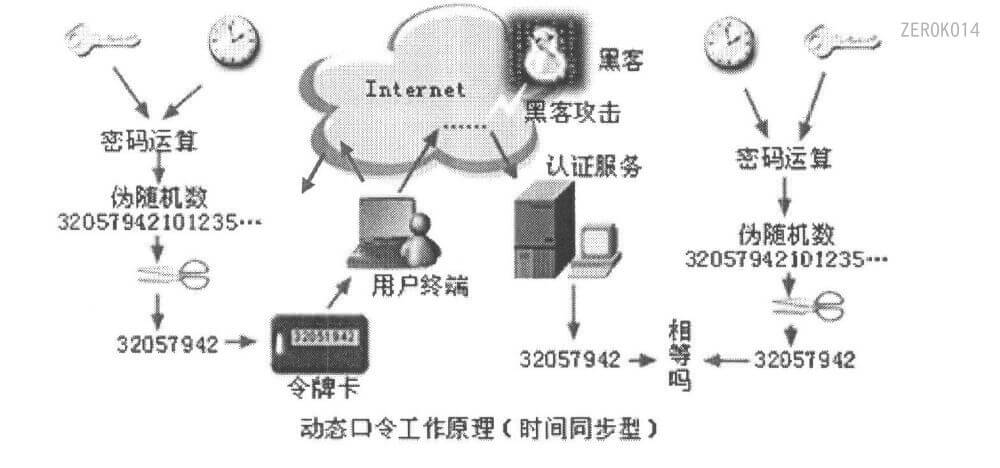 ZER0K014
Internet
黑客
黑客攻击
密码运算
伪随机数
32057942101235…
32057942
32057942
令牌卡
用户终端
认证服务
32057942
相等吗
密码运算
伪随机数
32057942101235…
32057942
动态口令工作原理(时间同步型)